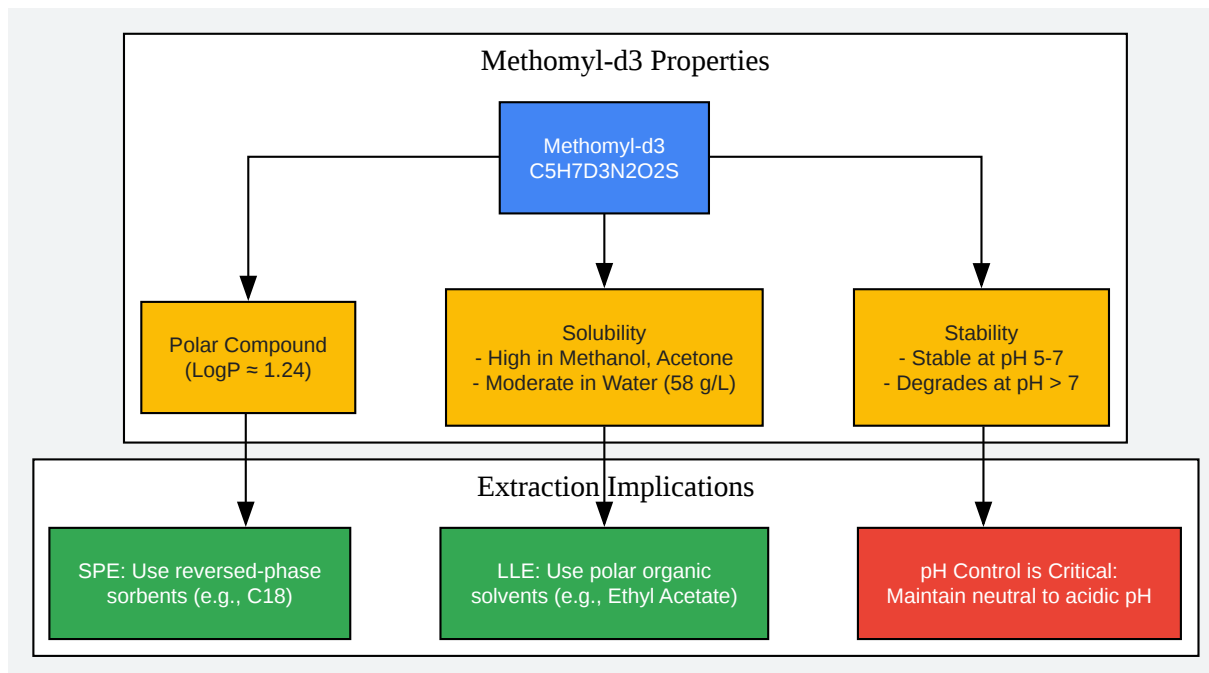 Methomyl-d3 Properties
Methomyl-d3
C5H7D3N2O2S
Polar Compound
(LogP ≈ 1.24)
Solubility
- High in Methanol, Acetone
- Moderate in Water (58 g/L)
Stability
- Stable at pH 5-7
- Degrades at pH > 7
Extraction Implications
SPE: Use reversed-phase
sorbents (e.g., C18)
LLE: Use polar organic
solvents (e.g., Ethyl Acetate)
pH Control is Critical:
Maintain neutral to acidic pH